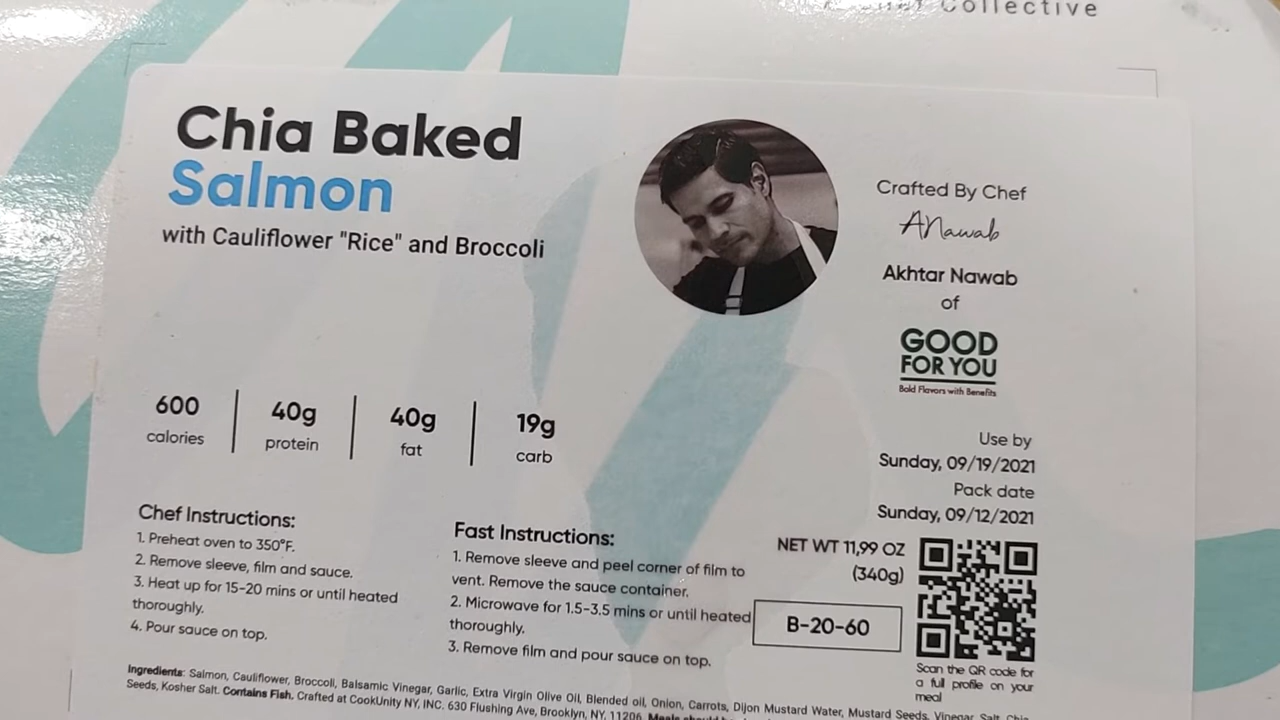 Collective
Chia Baked
Salmon
with Cauliflower "Rice" and Broccoli
Crafted By Chef
ANawab
Akhtar Nawab
of
GOOD
FOR YOU
Bold Flavors with Benefits
600
calories
40g
protein
40g
fat
19g
carb
Use by
Sunday, 09/19/2021
Pack date
Sunday, 09/12/2021
Chef Instructions:
1. Preheat oven to 350°F.
2. Remove sleeve, film and sauce.
3. Heat up for 15-20 mins or until heated
thoroughly.
4. Pour sauce on top.
Fast Instructions:
1. Remove sleeve and peel corner of film to
vent. Remove the sauce container.
2. Microwave for 1.5-3.5 mins or until heated
thoroughly.
3. Remove film and pour sauce on top.
NET WT 11,99 OZ
(340g)
B-20-60
Scan the QR code for
a full profile on your
meal
Ingredients: Salmon, Cauliflower, Broccoli, Balsamic Vinegar, Garlic, Extra Virgin Olive Oil, Blended oil, Onion, Carrots, Dijon Mustard Water, Mustard Seeds, Vinegar, Salt, Chia
Seeds, Kosher Salt. Contains Fish. Crafted at CookUnity NY, INC. 630 Flushing Ave, Brooklyn, NY, 11206. Meals should be